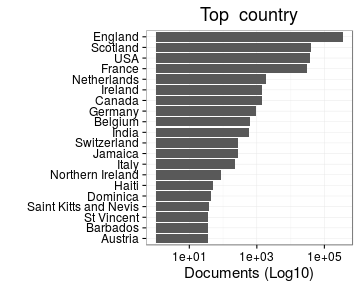 Top country
England
Scotland
USA
France
Netherlands
Ireland
Canada
Germany
Belgium
India
Switzerland
Jamaica
Italy
Northern Ireland
Haiti
Dominica
Saint Kitts and Nevis
St Vincent
Barbados
Austria
1e+01 1e+03 1e+05
Documents (Log10)